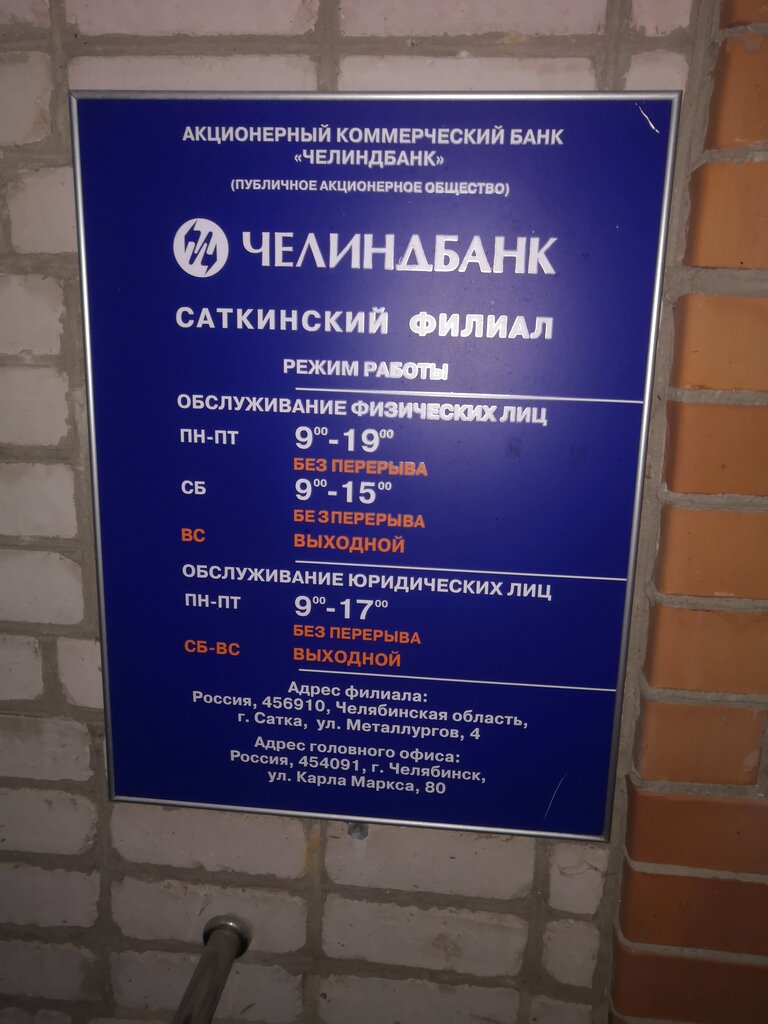 АКЦИОНЕРНЫЙ КОММЕРЧЕСКИЙ БАНК
«ЧЕЛИНДБАНК»
(ПУБЛИЧНОЕ АКЦИОНЕРНОЕ ОБЩЕСТВО)
ЧЕЛИНДБАНК
САТКИНСКИЙ ФИЛИАЛ
РЕЖИМ РАБОТЫ
ОБСЛУЖИВАНИЕ ФИЗИЧЕСКИХ ЛИЦ
ПН-ПТ 9⁰⁰-19⁰⁰
БЕЗ ПЕРЕРЫВА
СБ 9⁰⁰-15⁰⁰
БЕЗ ПЕРЕРЫВА
ВС ВЫХОДНОЙ
ОБСЛУЖИВАНИЕ ЮРИДИЧЕСКИХ ЛИЦ
ПН-ПТ 9⁰⁰-17⁰⁰
БЕЗ ПЕРЕРЫВА
СБ-ВС ВЫХОДНОЙ
Адрес филиала:
Россия, 456910, Челябинская область,
г. Сатка, ул. Металлургов, 4
Адрес головного офиса:
Россия, 454091, г. Челябинск,
ул. Карла Маркса, 80